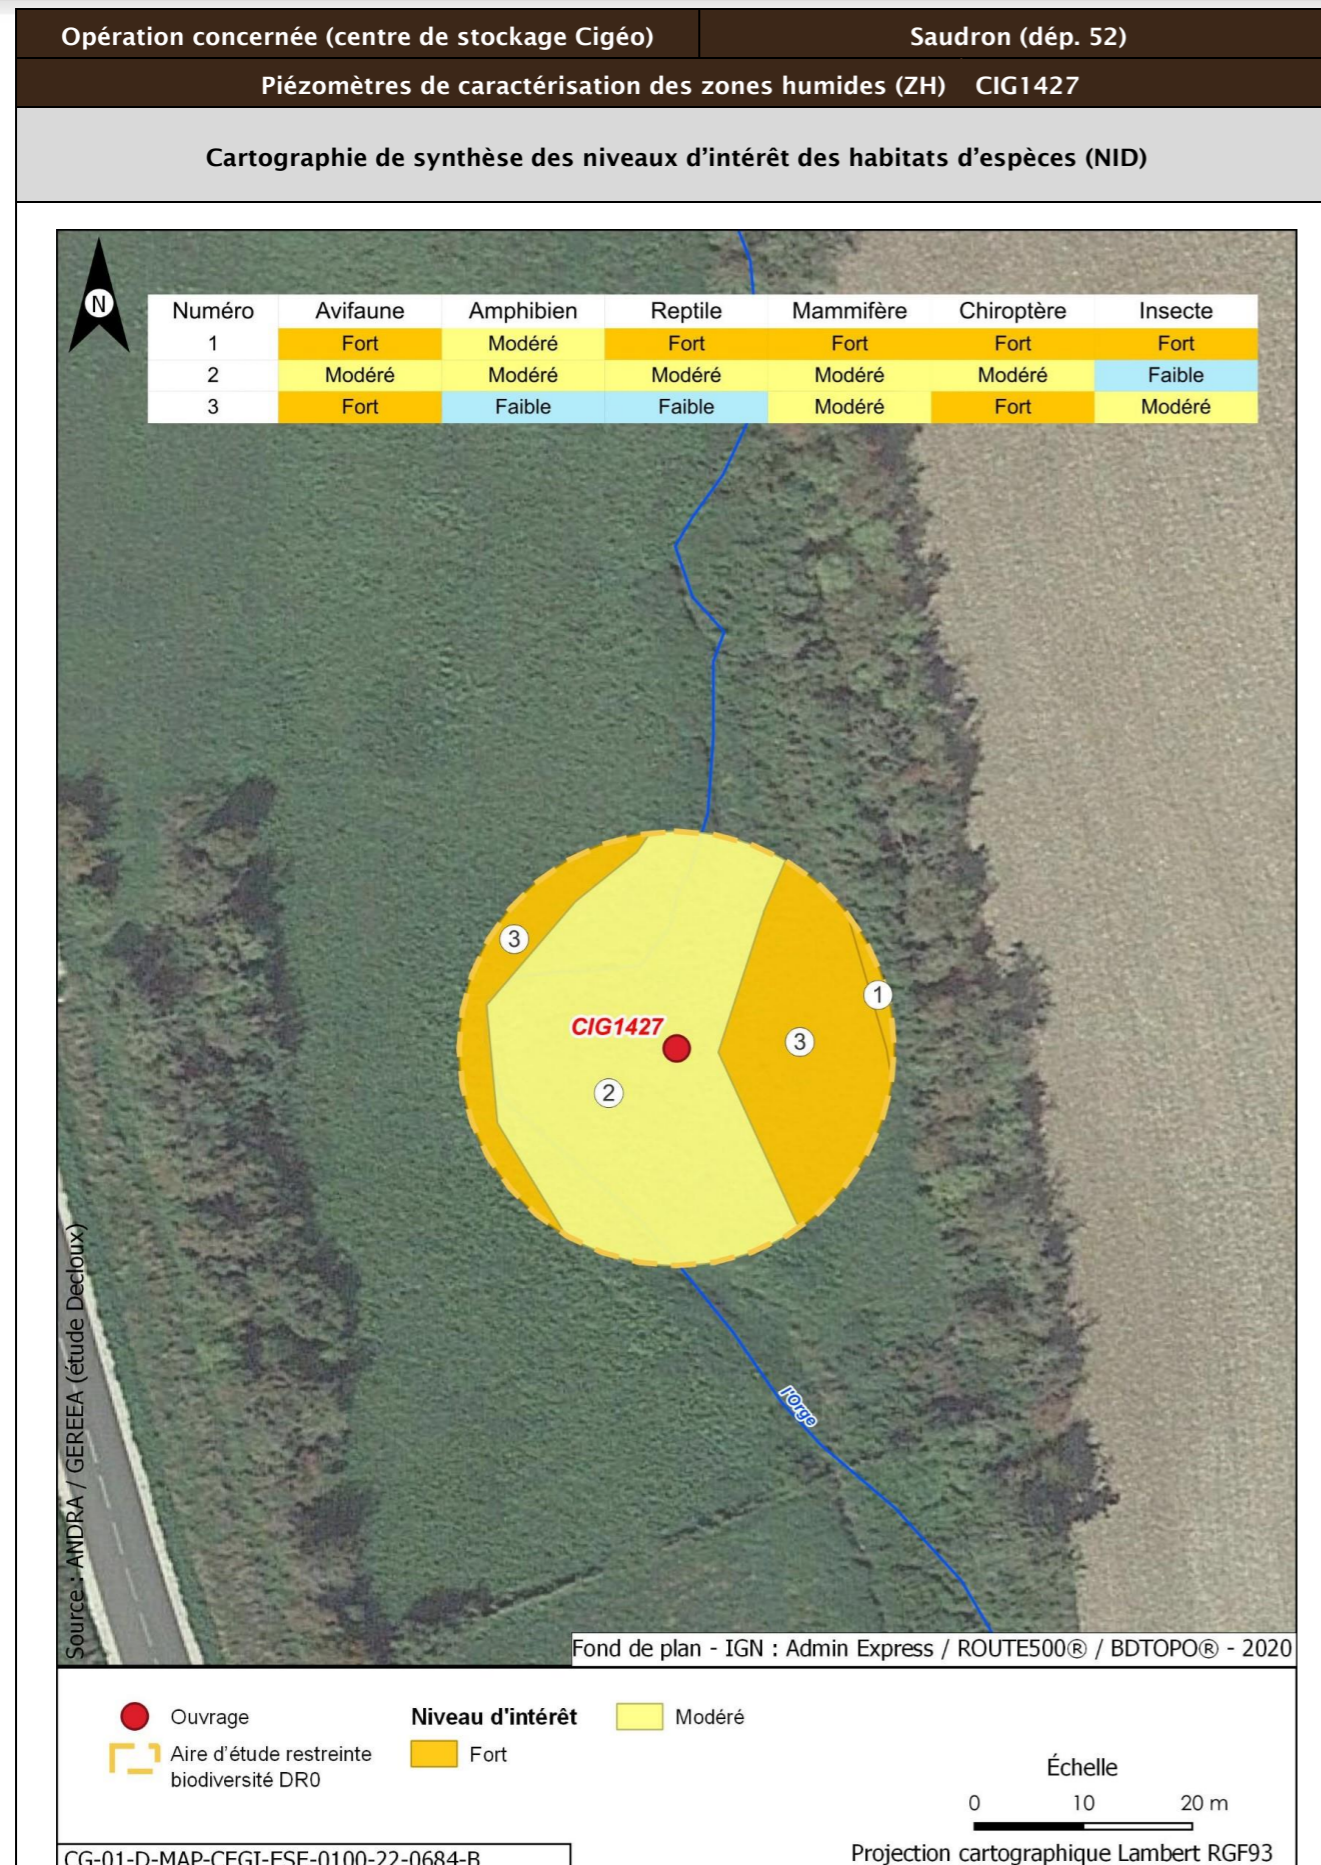 Opération concernée (centre de stockage Cigéo) Saudron (dép. 52)
Piézomètres de caractérisation des zones humides (ZH) CIG1427
Cartographie de synthèse des niveaux d'intérêt des habitats d'espèces (NID)
N
Numéro Avifaune Amphibien Reptile Mammifère Chiroptère Insecte
1 Fort Modéré Fort Fort Fort Fort
2 Modéré Modéré Modéré Modéré Modéré Faible
3 Fort Faible Faible Modéré Fort Modéré
3
1
CIG1427
3
2
l'Orge
Source : ANDRA / GEREEA (étude Decloux)
Fond de plan - IGN : Admin Express / ROUTE500® / BDTOPO® - 2020
Ouvrage
Aire d'étude restreinte
biodiversité DR0
Niveau d'intérêt
Fort
Modéré
Échelle
0 10 20 m
Projection cartographique Lambert RGF93
CG-01-D-MAP-CEGI-ESE-0100-22-0684-B